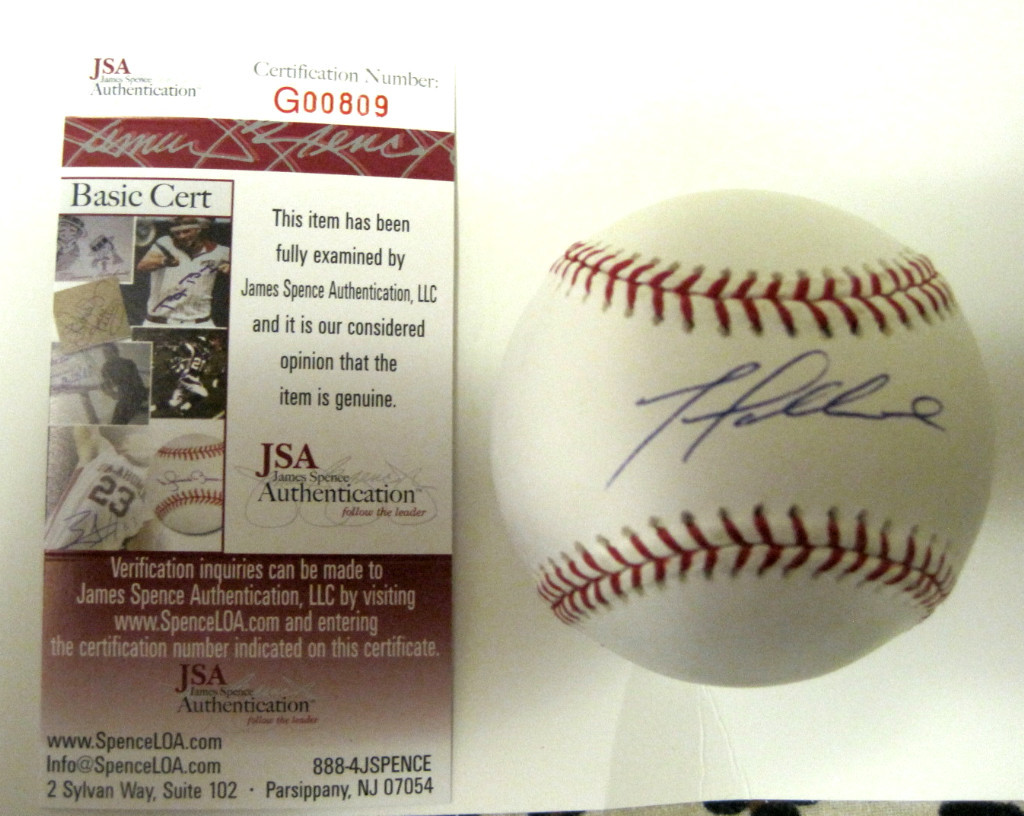 JSA
James Spence
Authentication™
Certification Number:
G00809
Basic Cert
This item has been
fully examined by
James Spence Authentication, LLC
and it is our considered
opinion that the
item is genuine.
23
JSA
James Spence
Authentication™
follow the leader
Verification inquiries can be made to
James Spence Authentication, LLC by visiting
www.SpenceLOA.com and entering
the certification number indicated on this certificate.
JSA
James Spence
Authentication™
follow the leader
www.SpenceLOA.com
Info@SpenceLOA.com
888-4JSPENCE
2 Sylvan Way, Suite 102 · Parsippany, NJ 07054